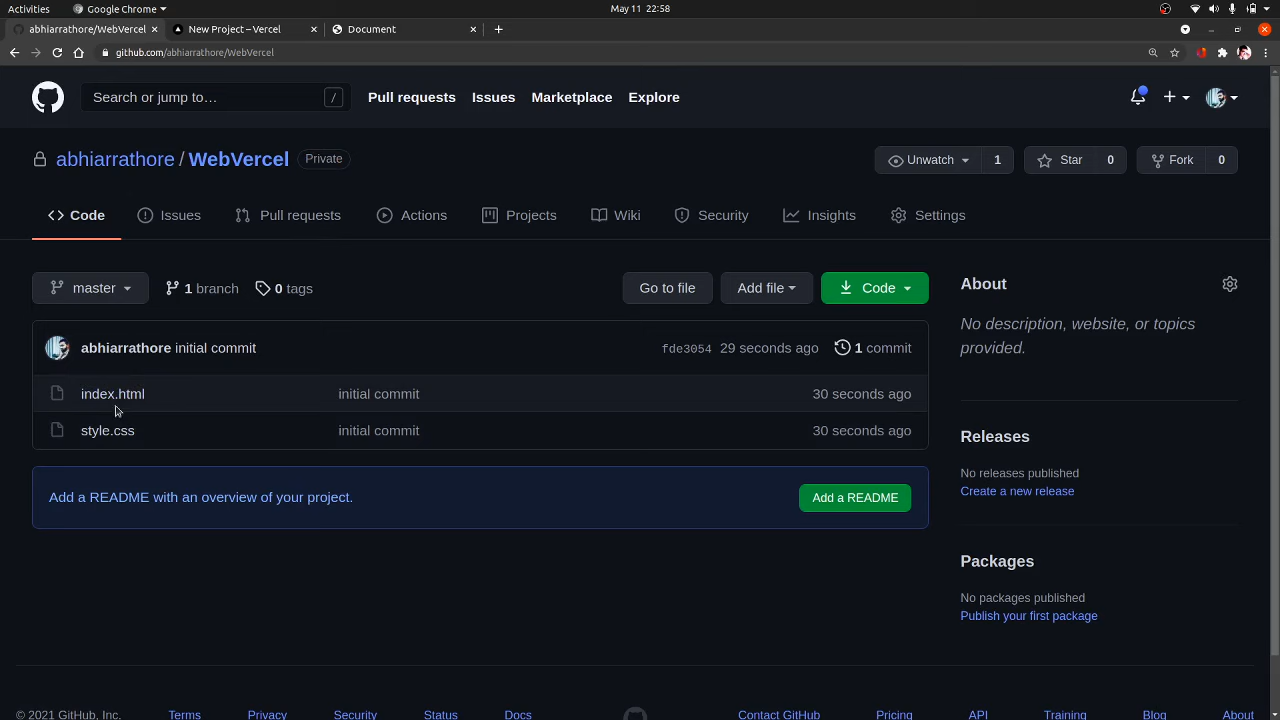 Activities Google Chrome May 11 22:58
abhiarrathore/WebVercel New Project – Vercel Document
github.com/abhiarrathore/WebVercel
Search or jump to… / Pull requests Issues Marketplace Explore
abhiarrathore / WebVercel Private Unwatch 1 Star 0 Fork 0
Code Issues Pull requests Actions Projects Wiki Security Insights Settings
master 1 branch 0 tags Go to file Add file Code
abhiarrathore initial commit fde3054 29 seconds ago 1 commit
index.html initial commit 30 seconds ago
style.css initial commit 30 seconds ago
Add a README with an overview of your project. Add a README
About
No description, website, or topics
provided.
Releases
No releases published
Create a new release
Packages
No packages published
Publish your first package
© 2021 GitHub, Inc. Terms Privacy Security Status Docs Contact GitHub Pricing API Training Blog About